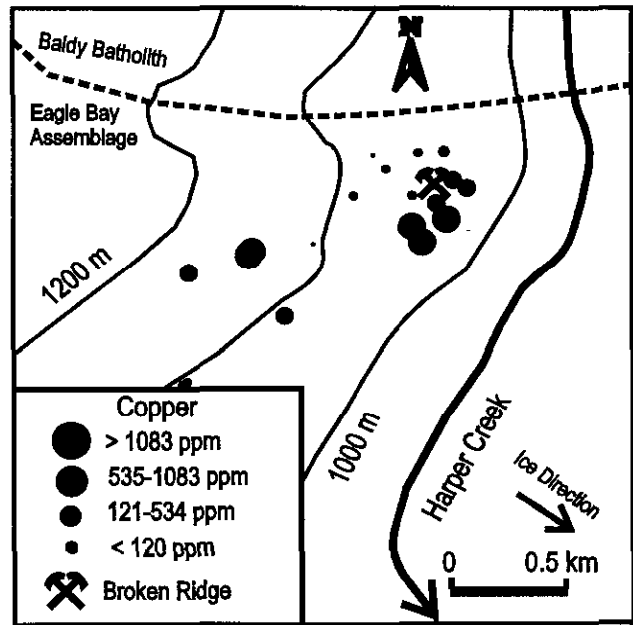 N
Baldy Batholith
Eagle Bay
Assemblage
1200 m
1000 m
Harper Creek
Ice Direction
0 0.5 km
Copper
> 1083 ppm
535-1083 ppm
121-534 ppm
< 120 ppm
Broken Ridge